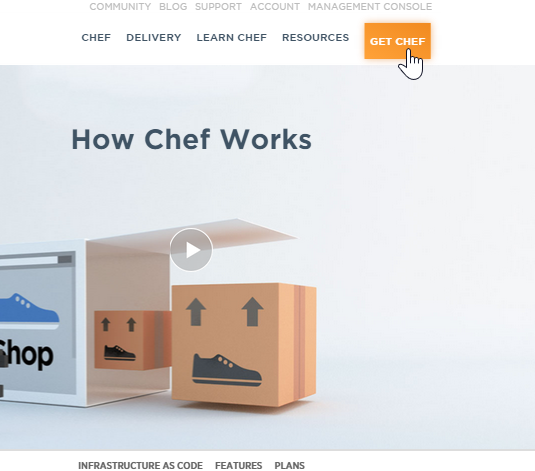 COMMUNITY BLOG SUPPORT ACCOUNT MANAGEMENT CONSOLE
CHEF DELIVERY LEARN CHEF RESOURCES GET CHEF
How Chef Works
Shop
INFRASTRUCTURE AS CODE FEATURES PLANS